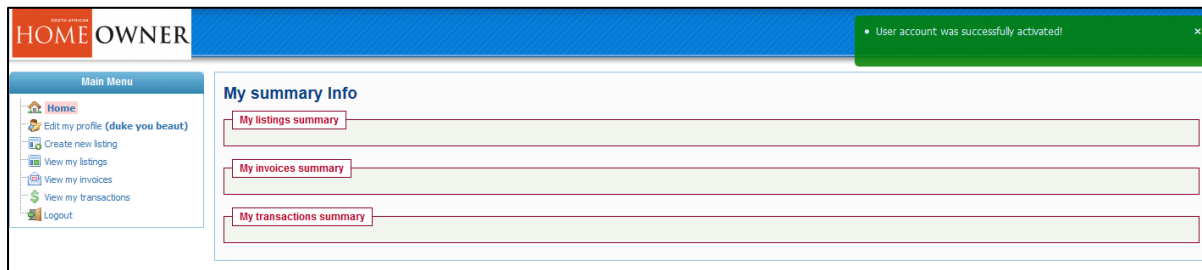 SOUTH AFRICAN
HOME OWNER
User account was successfully activated!
×
Main Menu
Home
Edit my profile (duke you beaut)
Create new listing
View my listings
View my invoices
View my transactions
Logout
My summary Info
My listings summary
My invoices summary
My transactions summary